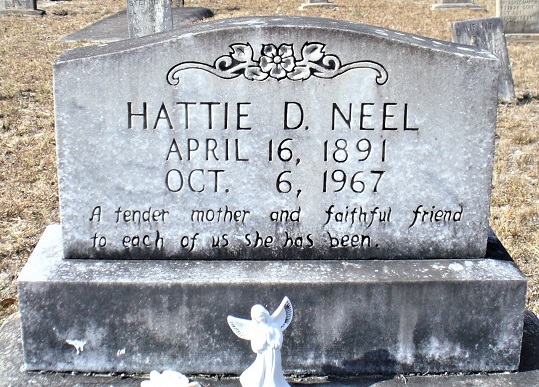 HATTIE D. NEEL
APRIL 16, 1891
OCT. 6, 1967
A tender mother and faithful friend
to each of us she has been.